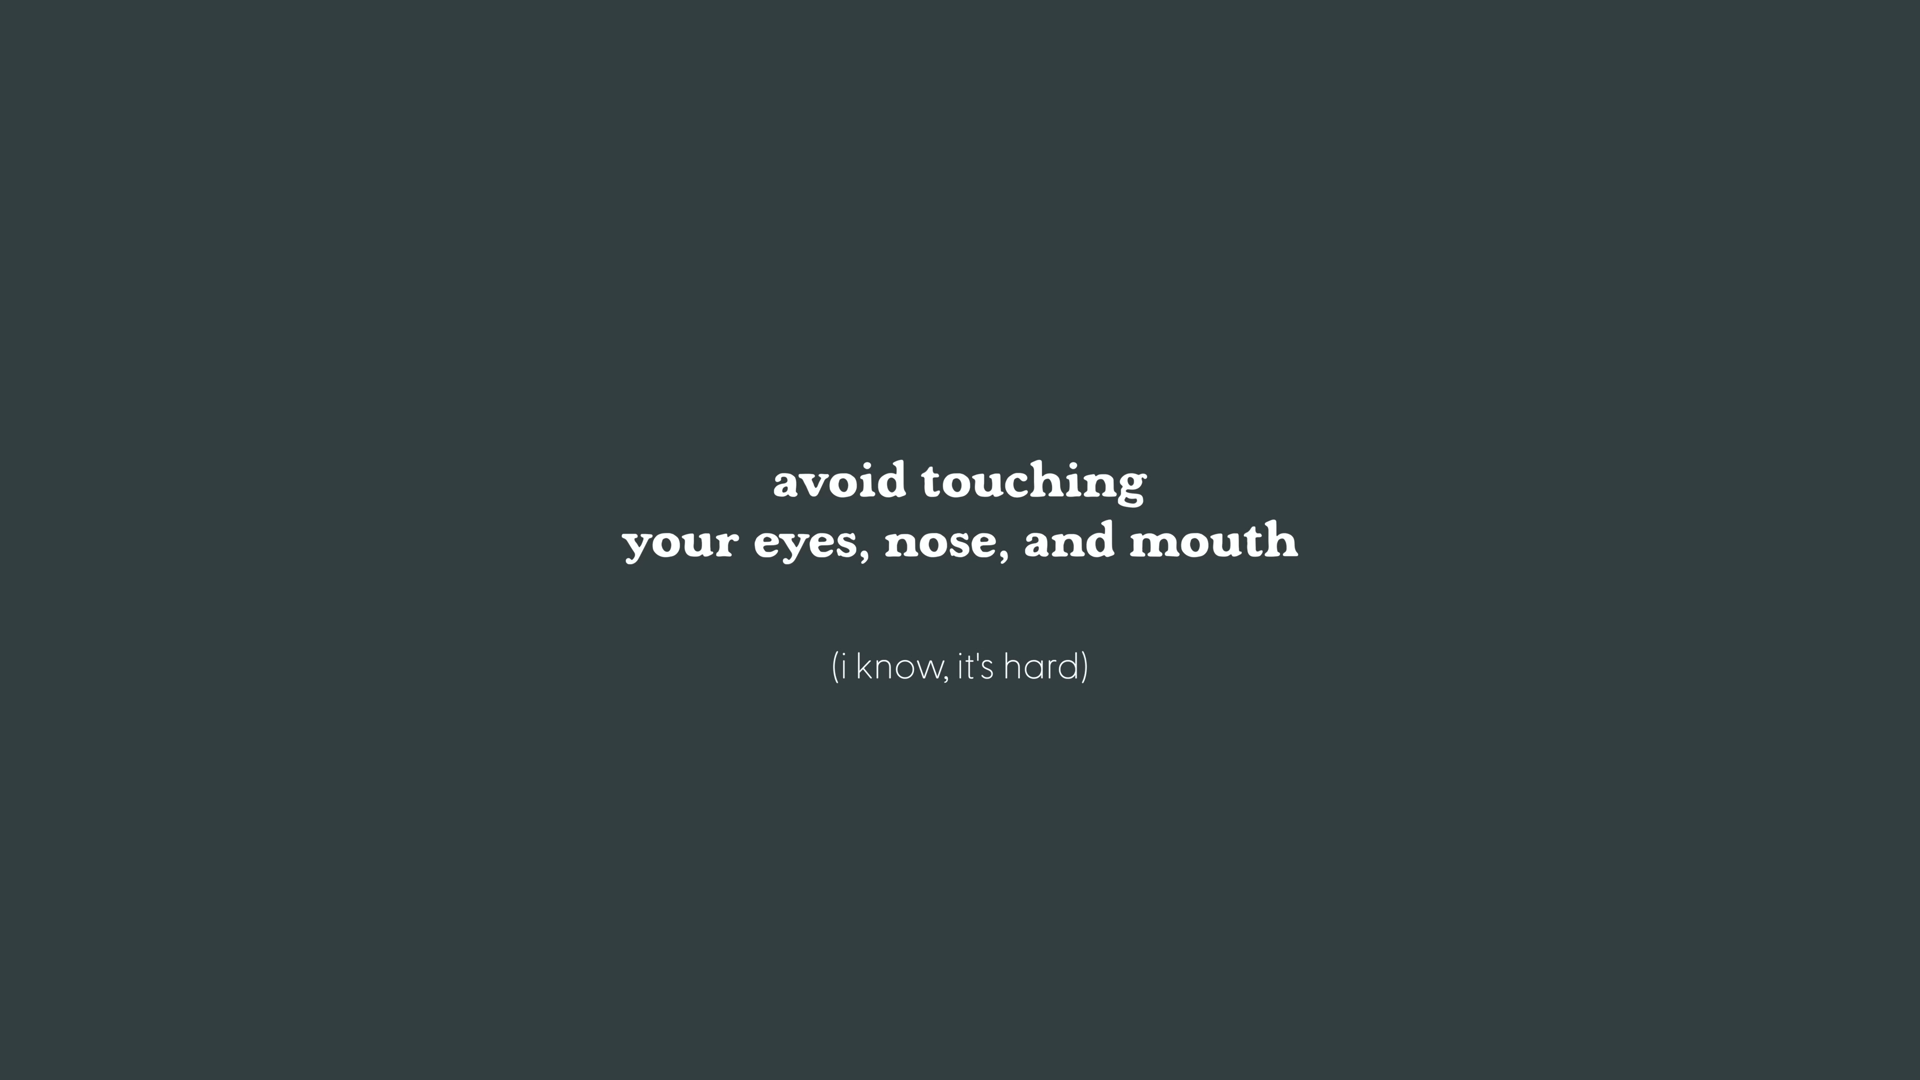 avoid touching
your eyes, nose, and mouth
(i know, it's hard)